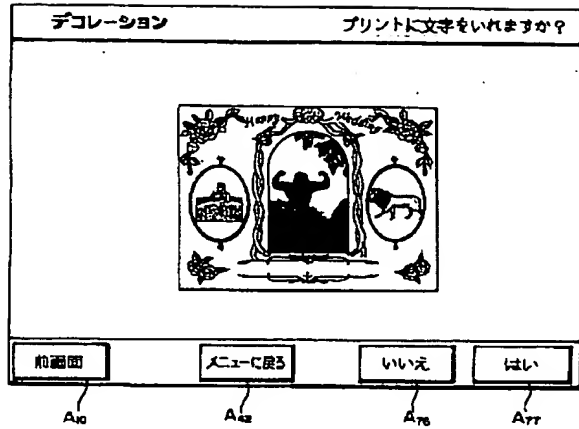 デコレーション プリントに文字をいれますか？
Happy Wedding
前画面 メニューに戻る いいえ はい
A10 A42 A76 A77